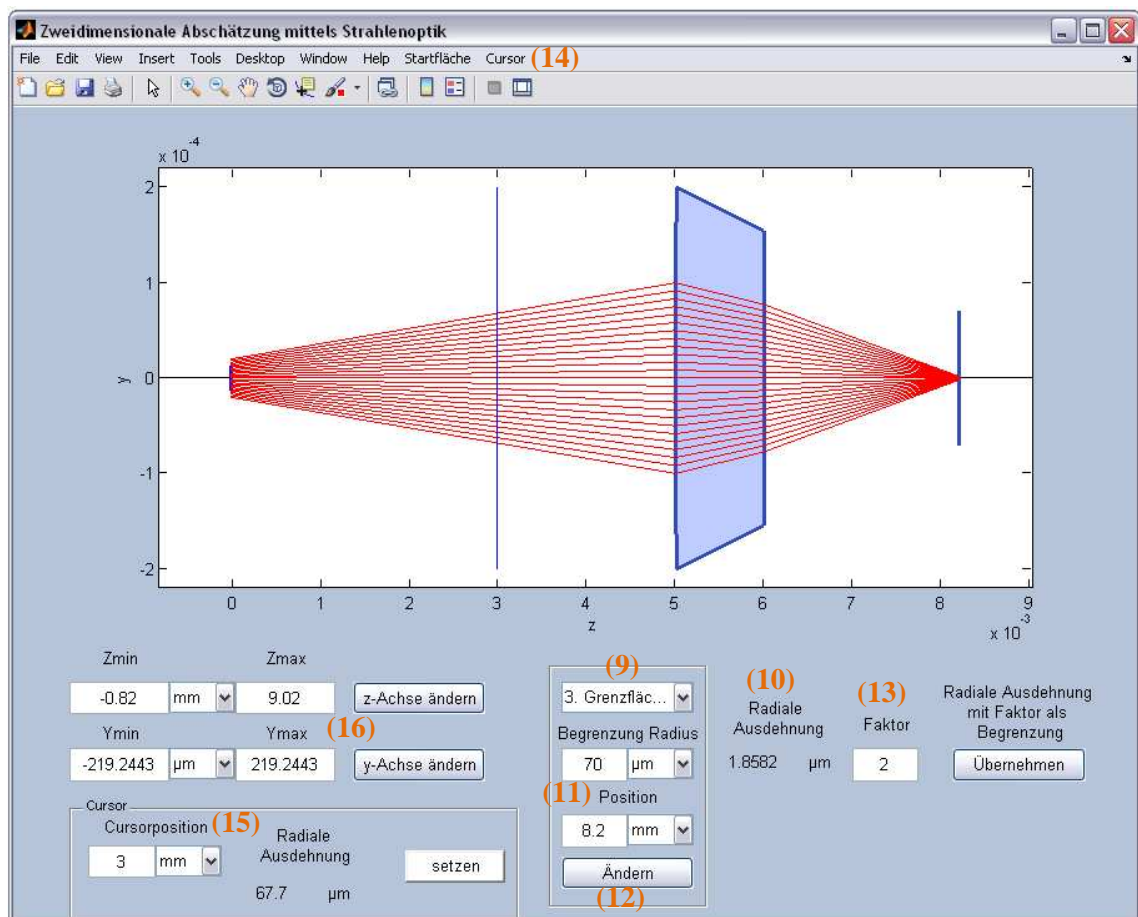 Zweidimensionale Abschätzung mittels Strahlenoptik
File Edit View Insert Tools Desktop Window Help Startfläche Cursor (14)
x 10^-4
2
1
0
-1
-2
y
0 1 2 3 4 5 6 7 8 9
z
x 10^-3
Zmin Zmax
-0.82 mm 9.02 z-Achse ändern
Ymin Ymax (16)
-219.2443 µm 219.2443 y-Achse ändern
Cursor
Cursorposition (15)
3 mm
Radiale
Ausdehnung
67.7 µm
setzen
(9)
3. Grenzfläc...
Begrenzung Radius
70 µm
(11) Position
8.2 mm
Ändern
(12)
(10)
Radiale
Ausdehnung
1.8582 µm
(13)
Faktor
2
Radiale Ausdehnung
mit Faktor als
Begrenzung
Übernehmen